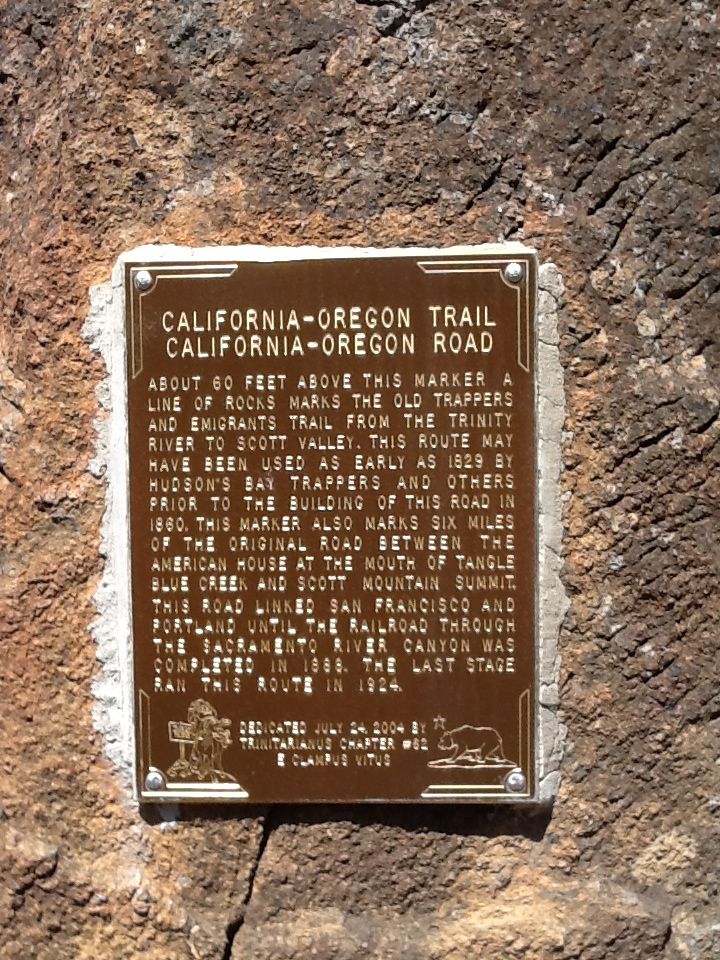 CALIFORNIA-OREGON TRAIL
CALIFORNIA-OREGON ROAD
ABOUT 60 FEET ABOVE THIS MARKER A
LINE OF ROCKS MARKS THE OLD TRAPPERS
AND EMIGRANTS TRAIL FROM THE TRINITY
RIVER TO SCOTT VALLEY. THIS ROUTE MAY
HAVE BEEN USED AS EARLY AS 1829 BY
HUDSON'S BAY TRAPPERS AND OTHERS
PRIOR TO THE BUILDING OF THIS ROAD IN
1860. THIS MARKER ALSO MARKS SIX MILES
OF THE ORIGINAL ROAD BETWEEN THE
AMERICAN HOUSE AT THE MOUTH OF TANGLE
BLUE CREEK AND SCOTT MOUNTAIN SUMMIT.
THIS ROAD LINKED SAN FRANCISCO AND
PORTLAND UNTIL THE RAILROAD THROUGH
THE SACRAMENTO RIVER CANYON WAS
COMPLETED IN 1888. THE LAST STAGE
RAN THIS ROUTE IN 1924.
DEDICATED JULY 24, 2004 BY
TRINITARIANUS CHAPTER #62
E CLAMPUS VITUS